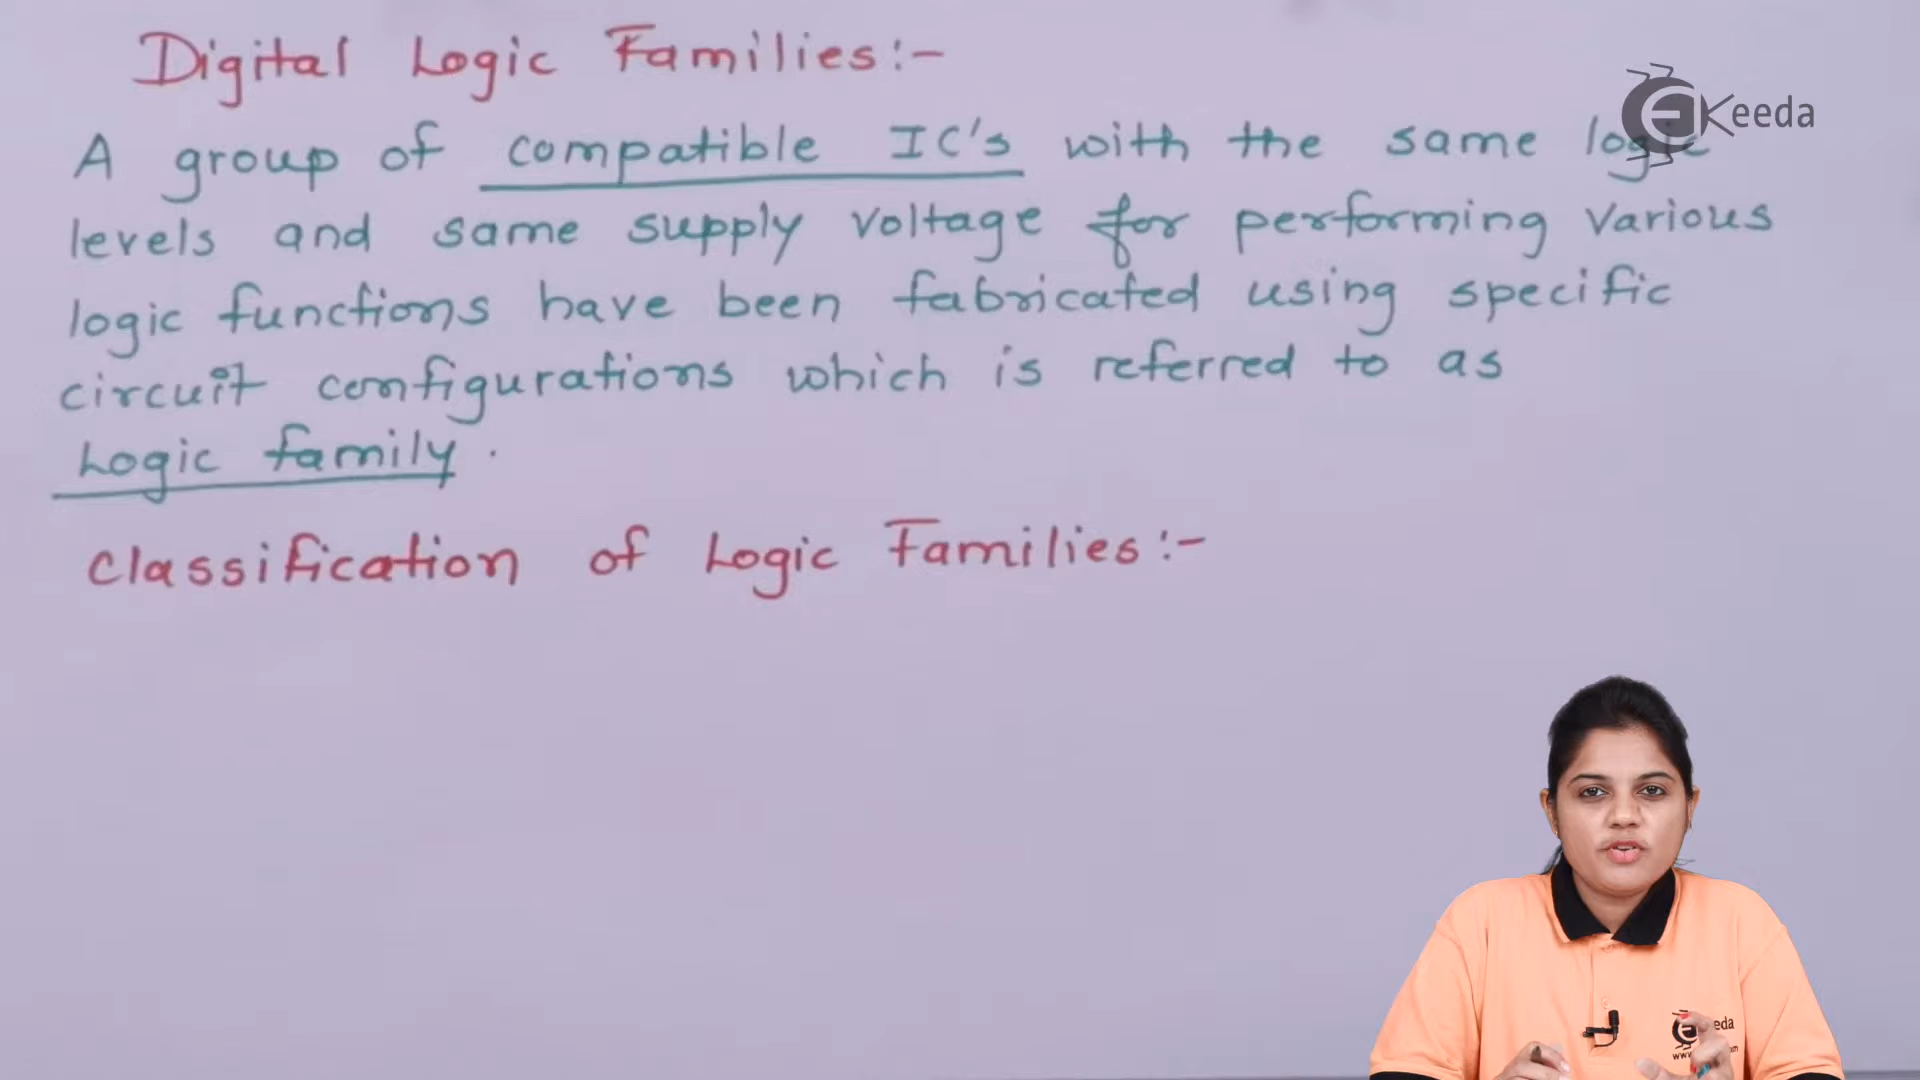 Digital Logic Families:-
EKeeda
A group of compatible IC's with the same logic
levels and same supply voltage for performing various
logic functions have been fabricated using specific
circuit configurations which is referred to as
Logic family.
Classification of Logic Families:-
eda